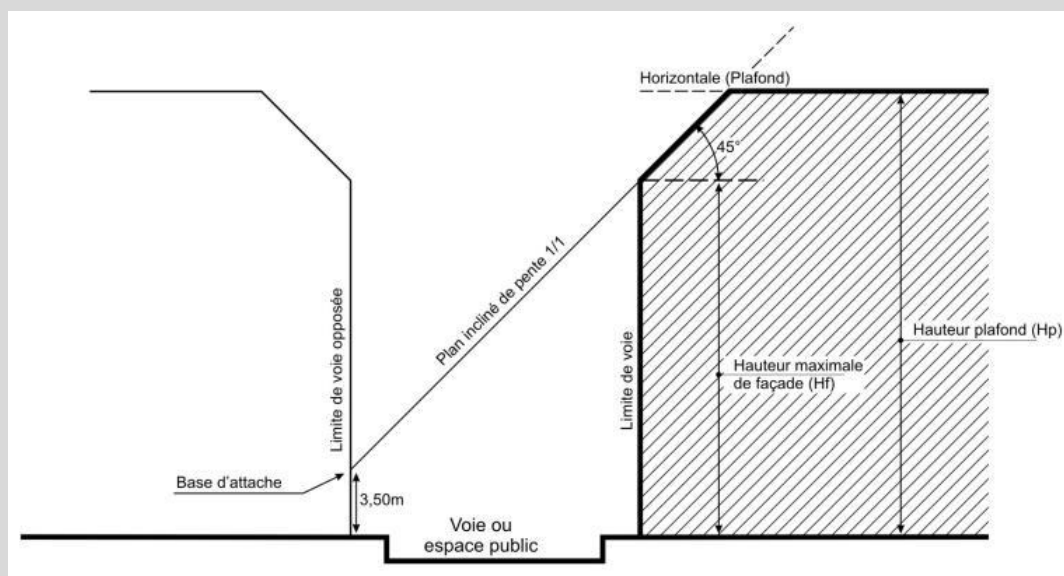 Horizontale (Plafond)
45°
Plan incliné de pente 1/1
Limite de voie opposée
Limite de voie
Hauteur plafond (Hp)
Hauteur maximale
de façade (Hf)
Base d'attache
3,50m
Voie ou
espace public